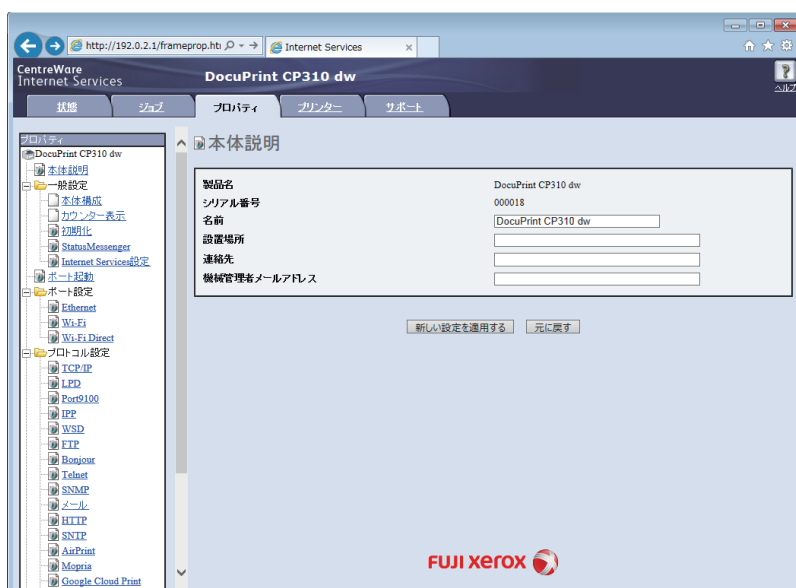 http://192.0.2.1/frameprop.ht
Internet Services
CentreWare
Internet Services
DocuPrint CP310 dw
ヘルプ
状態
ジョブ
プロパティ
プリンター
サポート
プロパティ
DocuPrint CP310 dw
本体説明
一般設定
本体構成
カウンター表示
初期化
StatusMessenger
Internet Services設定
ポート起動
ポート設定
Ethernet
Wi-Fi
Wi-Fi Direct
プロトコル設定
TCP/IP
LPD
Port9100
IPP
WSD
FTP
Bonjour
Telnet
SNMP
メール
HTTP
SNTP
AirPrint
Mopria
Google Cloud Print
本体説明
製品名 DocuPrint CP310 dw
シリアル番号 000018
名前 DocuPrint CP310 dw
設置場所
連絡先
機械管理者メールアドレス
新しい設定を適用する 元に戻す
FUJI xerox